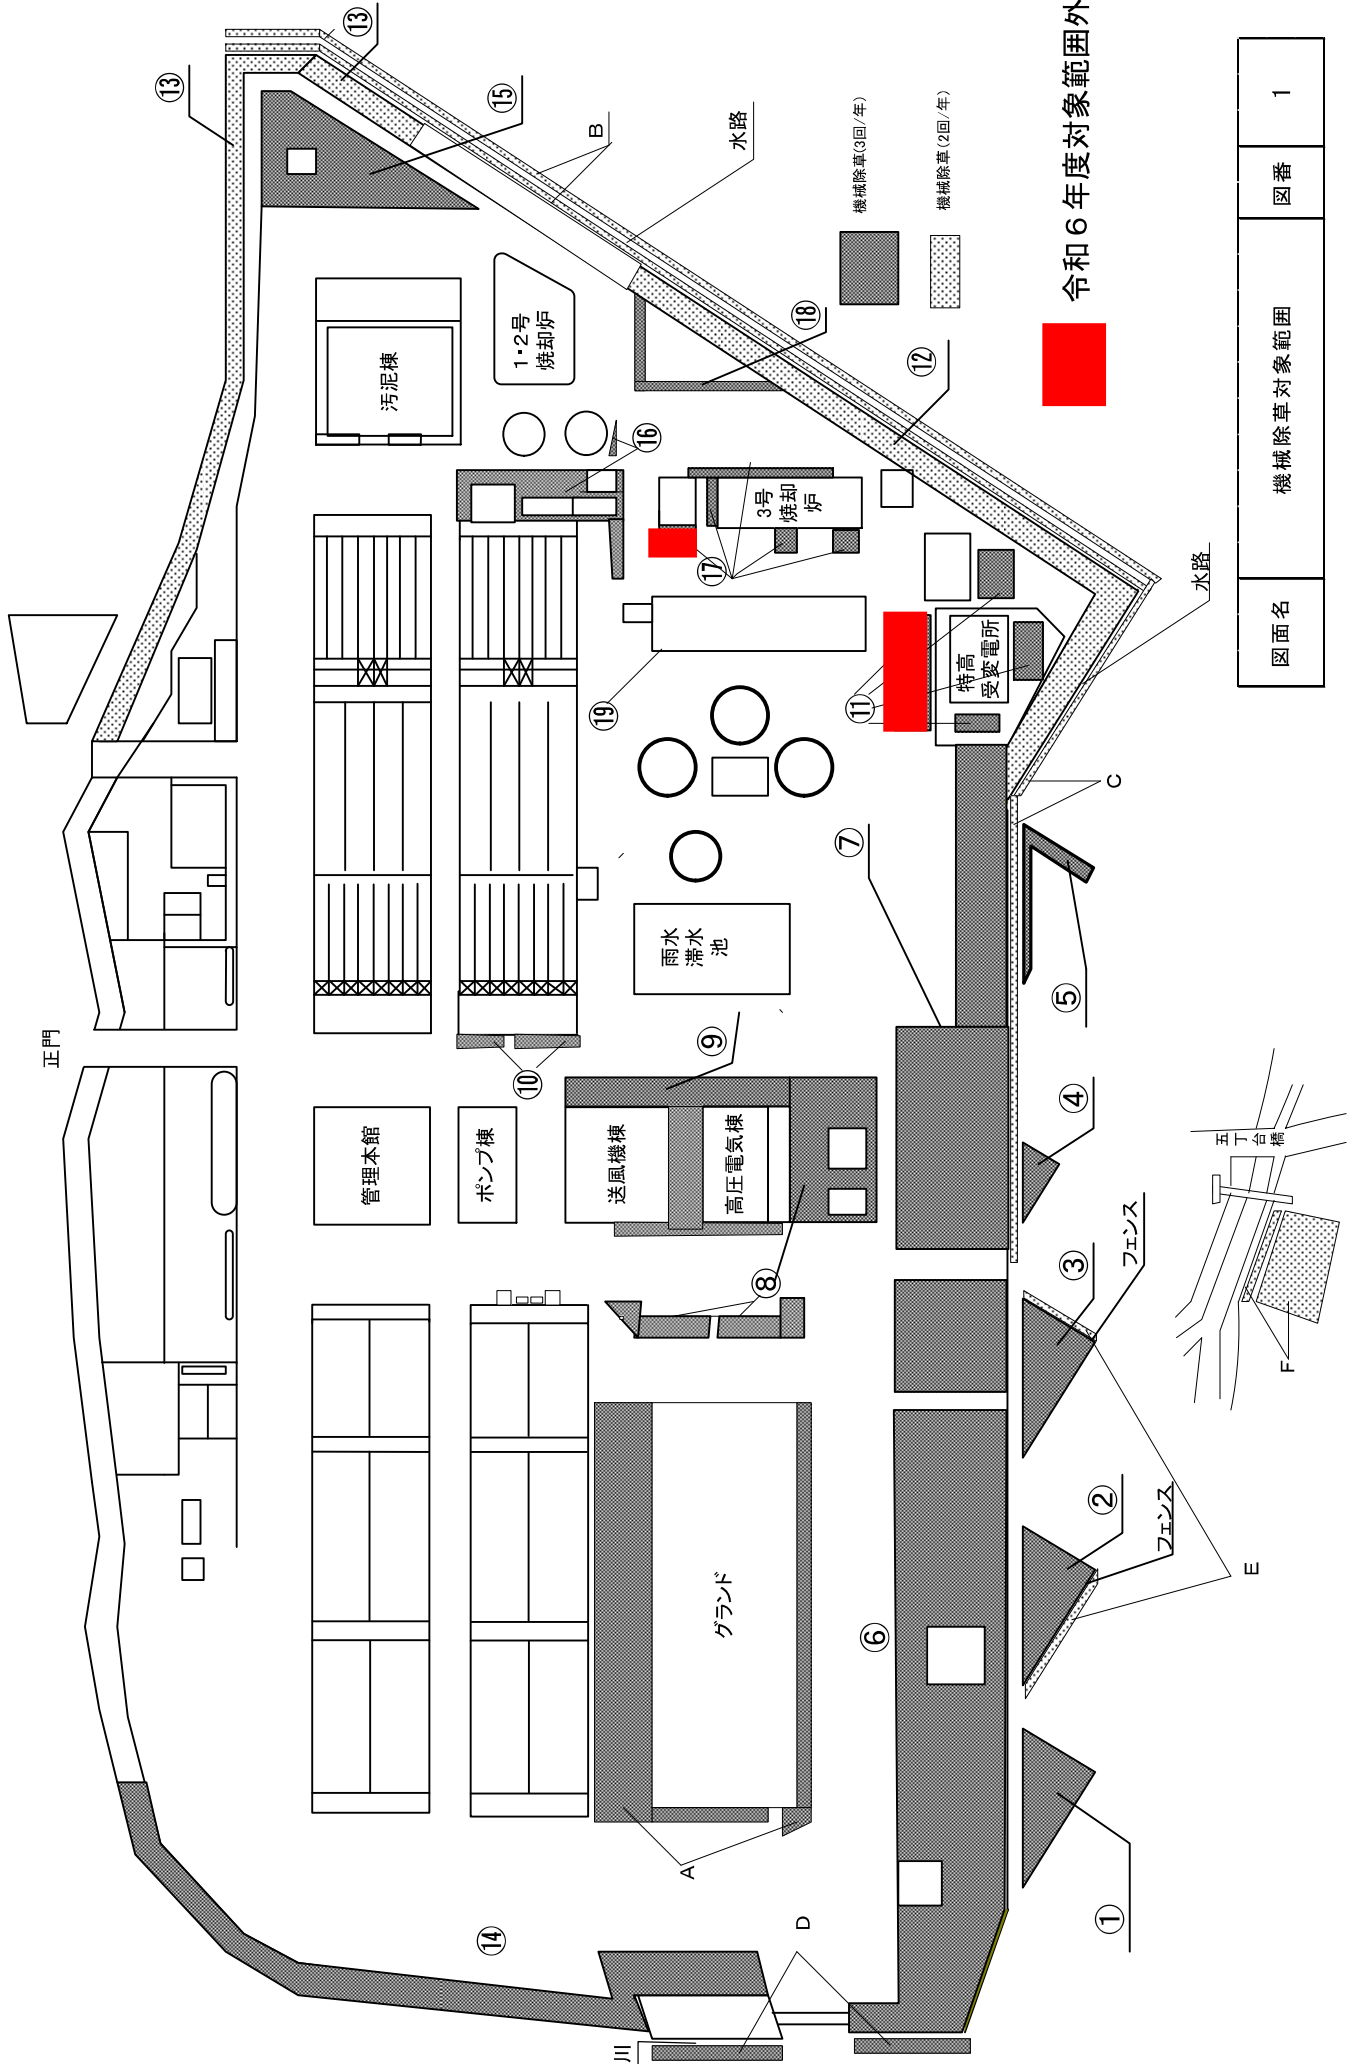 正門
⑬
⑬
⑮
B
水路
汚泥棟
1・2号
焼却炉
⑱
⑯
3号
焼却
炉
⑰
⑫
⑲
⑪
特高
受変電所
水路
C
機械除草(3回/年)
機械除草(2回/年)
令和6年度対象範囲外
⑦
⑤
雨水
滞水
池
⑨
⑩
④
管理本館
ポンプ棟
送風機棟
高圧電気棟
⑧
③
フェンス
五丁台橋
F
②
フェンス
E
グランド
⑥
①
A
D
⑭
川
図面名
機械除草対象範囲
図番
1